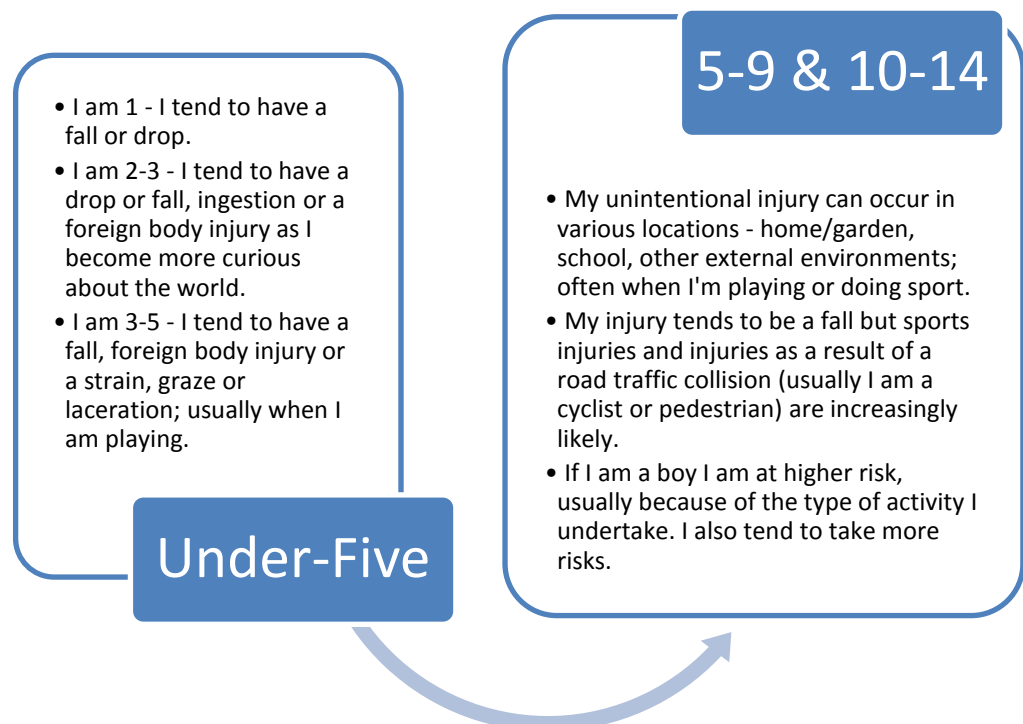 • I am 1 - I tend to have a
fall or drop.
• I am 2-3 - I tend to have a
drop or fall, ingestion or a
foreign body injury as I
become more curious
about the world.
• I am 3-5 - I tend to have a
fall, foreign body injury or
a strain, graze or
laceration; usually when I
am playing.
Under-Five
5-9 & 10-14
• My unintentional injury can occur in
various locations - home/garden,
school, other external environments;
often when I'm playing or doing sport.
• My injury tends to be a fall but sports
injuries and injuries as a result of a
road traffic collision (usually I am a
cyclist or pedestrian) are increasingly
likely.
• If I am a boy I am at higher risk,
usually because of the type of activity I
undertake. I also tend to take more
risks.